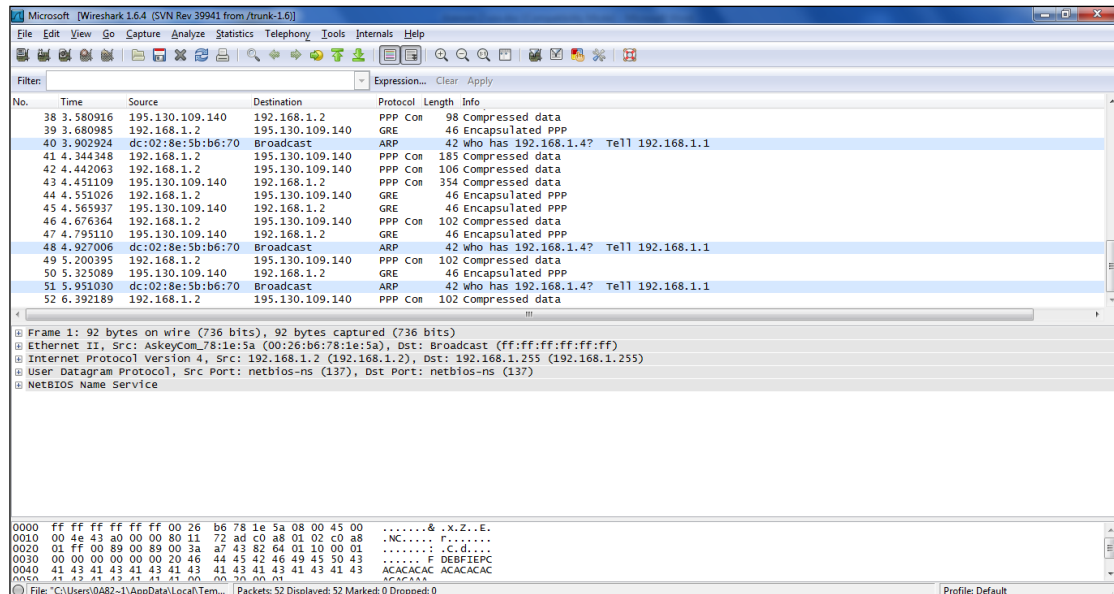 Microsoft [Wireshark 1.6.4 (SVN Rev 39941 from /trunk-1.6)]
File Edit View Go Capture Analyze Statistics Telephony Tools Internals Help
Filter: Expression... Clear Apply
No. Time Source Destination Protocol Length Info
38 3.580916 195.130.109.140 192.168.1.2 PPP Com 98 Compressed data
39 3.680985 192.168.1.2 195.130.109.140 GRE 46 Encapsulated PPP
40 3.902924 dc:02:8e:5b:b6:70 Broadcast ARP 42 Who has 192.168.1.4? Tell 192.168.1.1
41 4.344348 192.168.1.2 195.130.109.140 PPP Com 185 Compressed data
42 4.442063 192.168.1.2 195.130.109.140 PPP Com 106 Compressed data
43 4.451109 195.130.109.140 192.168.1.2 PPP Com 354 Compressed data
44 4.551026 192.168.1.2 195.130.109.140 GRE 46 Encapsulated PPP
45 4.565937 195.130.109.140 192.168.1.2 GRE 46 Encapsulated PPP
46 4.676364 192.168.1.2 195.130.109.140 PPP Com 102 Compressed data
47 4.795110 195.130.109.140 192.168.1.2 GRE 46 Encapsulated PPP
48 4.927006 dc:02:8e:5b:b6:70 Broadcast ARP 42 Who has 192.168.1.4? Tell 192.168.1.1
49 5.200395 192.168.1.2 195.130.109.140 PPP Com 102 Compressed data
50 5.325089 195.130.109.140 192.168.1.2 GRE 46 Encapsulated PPP
51 5.951030 dc:02:8e:5b:b6:70 Broadcast ARP 42 Who has 192.168.1.4? Tell 192.168.1.1
52 6.392189 192.168.1.2 195.130.109.140 PPP Com 102 Compressed data
Frame 1: 92 bytes on wire (736 bits), 92 bytes captured (736 bits)
Ethernet II, Src: AskeyCom_78:1e:5a (00:26:b6:78:1e:5a), Dst: Broadcast (ff:ff:ff:ff:ff:ff)
Internet Protocol Version 4, Src: 192.168.1.2 (192.168.1.2), Dst: 192.168.1.255 (192.168.1.255)
User Datagram Protocol, Src Port: netbios-ns (137), Dst Port: netbios-ns (137)
NetBIOS Name Service
0000 ff ff ff ff ff ff 00 26 b6 78 1e 5a 08 00 45 00 .......& .x.Z..E.
0010 00 4e 43 a0 00 00 80 11 72 ad c0 a8 01 02 c0 a8 .NC..... r.......
0020 01 ff 00 89 00 89 00 3a a7 43 82 64 01 10 00 01 .......: .C.d....
0030 00 00 00 00 00 00 20 46 44 45 42 46 49 45 50 43 ...... F DEBFIEPC
0040 41 43 41 43 41 43 41 43 41 43 41 43 41 43 41 43 ACACACAC ACACACAC
0050 41 43 41 43 41 41 41 00 00 20 00 01 ACACAAA.
File: "C:\Users\0A82~1\AppData\Local\Tem... Packets: 52 Displayed: 52 Marked: 0 Dropped: 0 Profile: Default